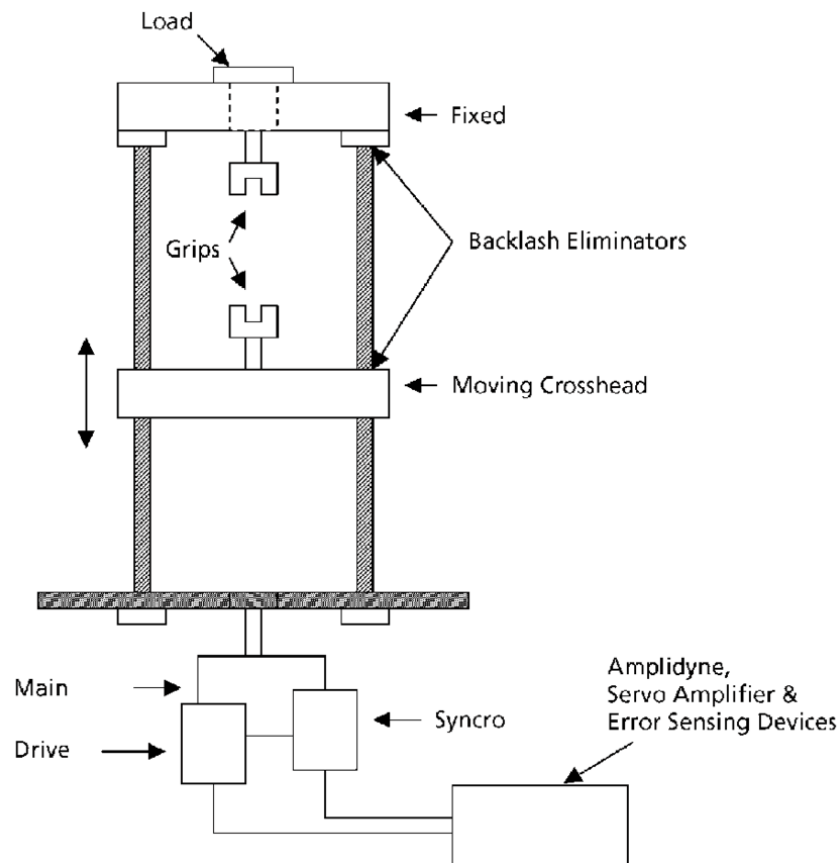 Load
Fixed
Grips
Backlash Eliminators
Moving Crosshead
Main
Drive
Syncro
Amplidyne,
Servo Amplifier &
Error Sensing Devices